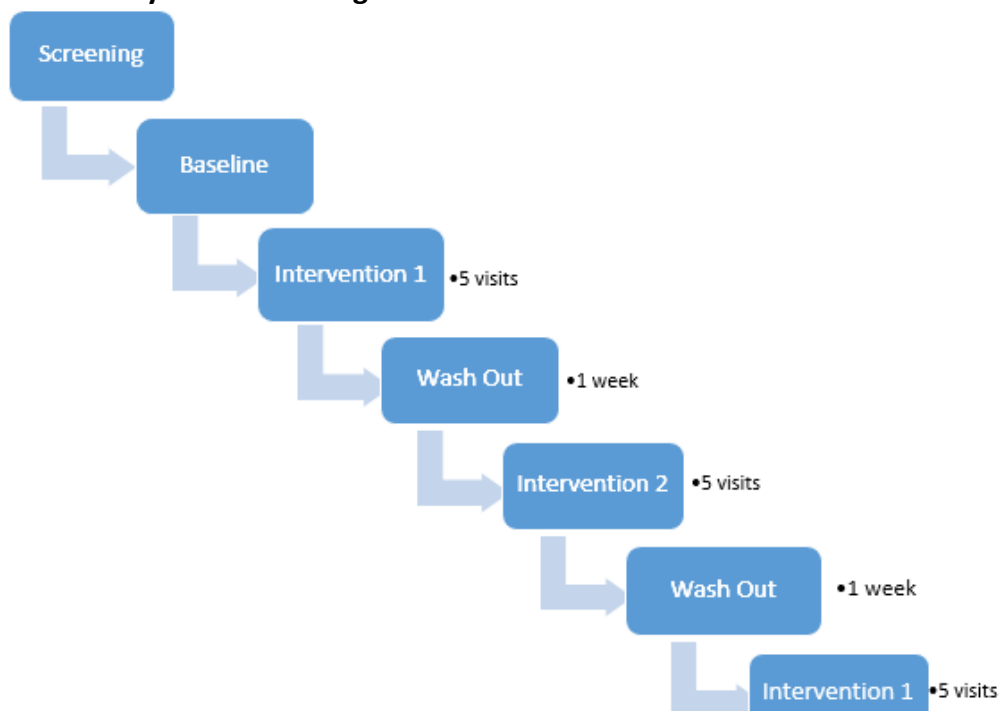 Screening
Baseline
Intervention 1
•5 visits
Wash Out
•1 week
Intervention 2
•5 visits
Wash Out
•1 week
Intervention 1
•5 visits